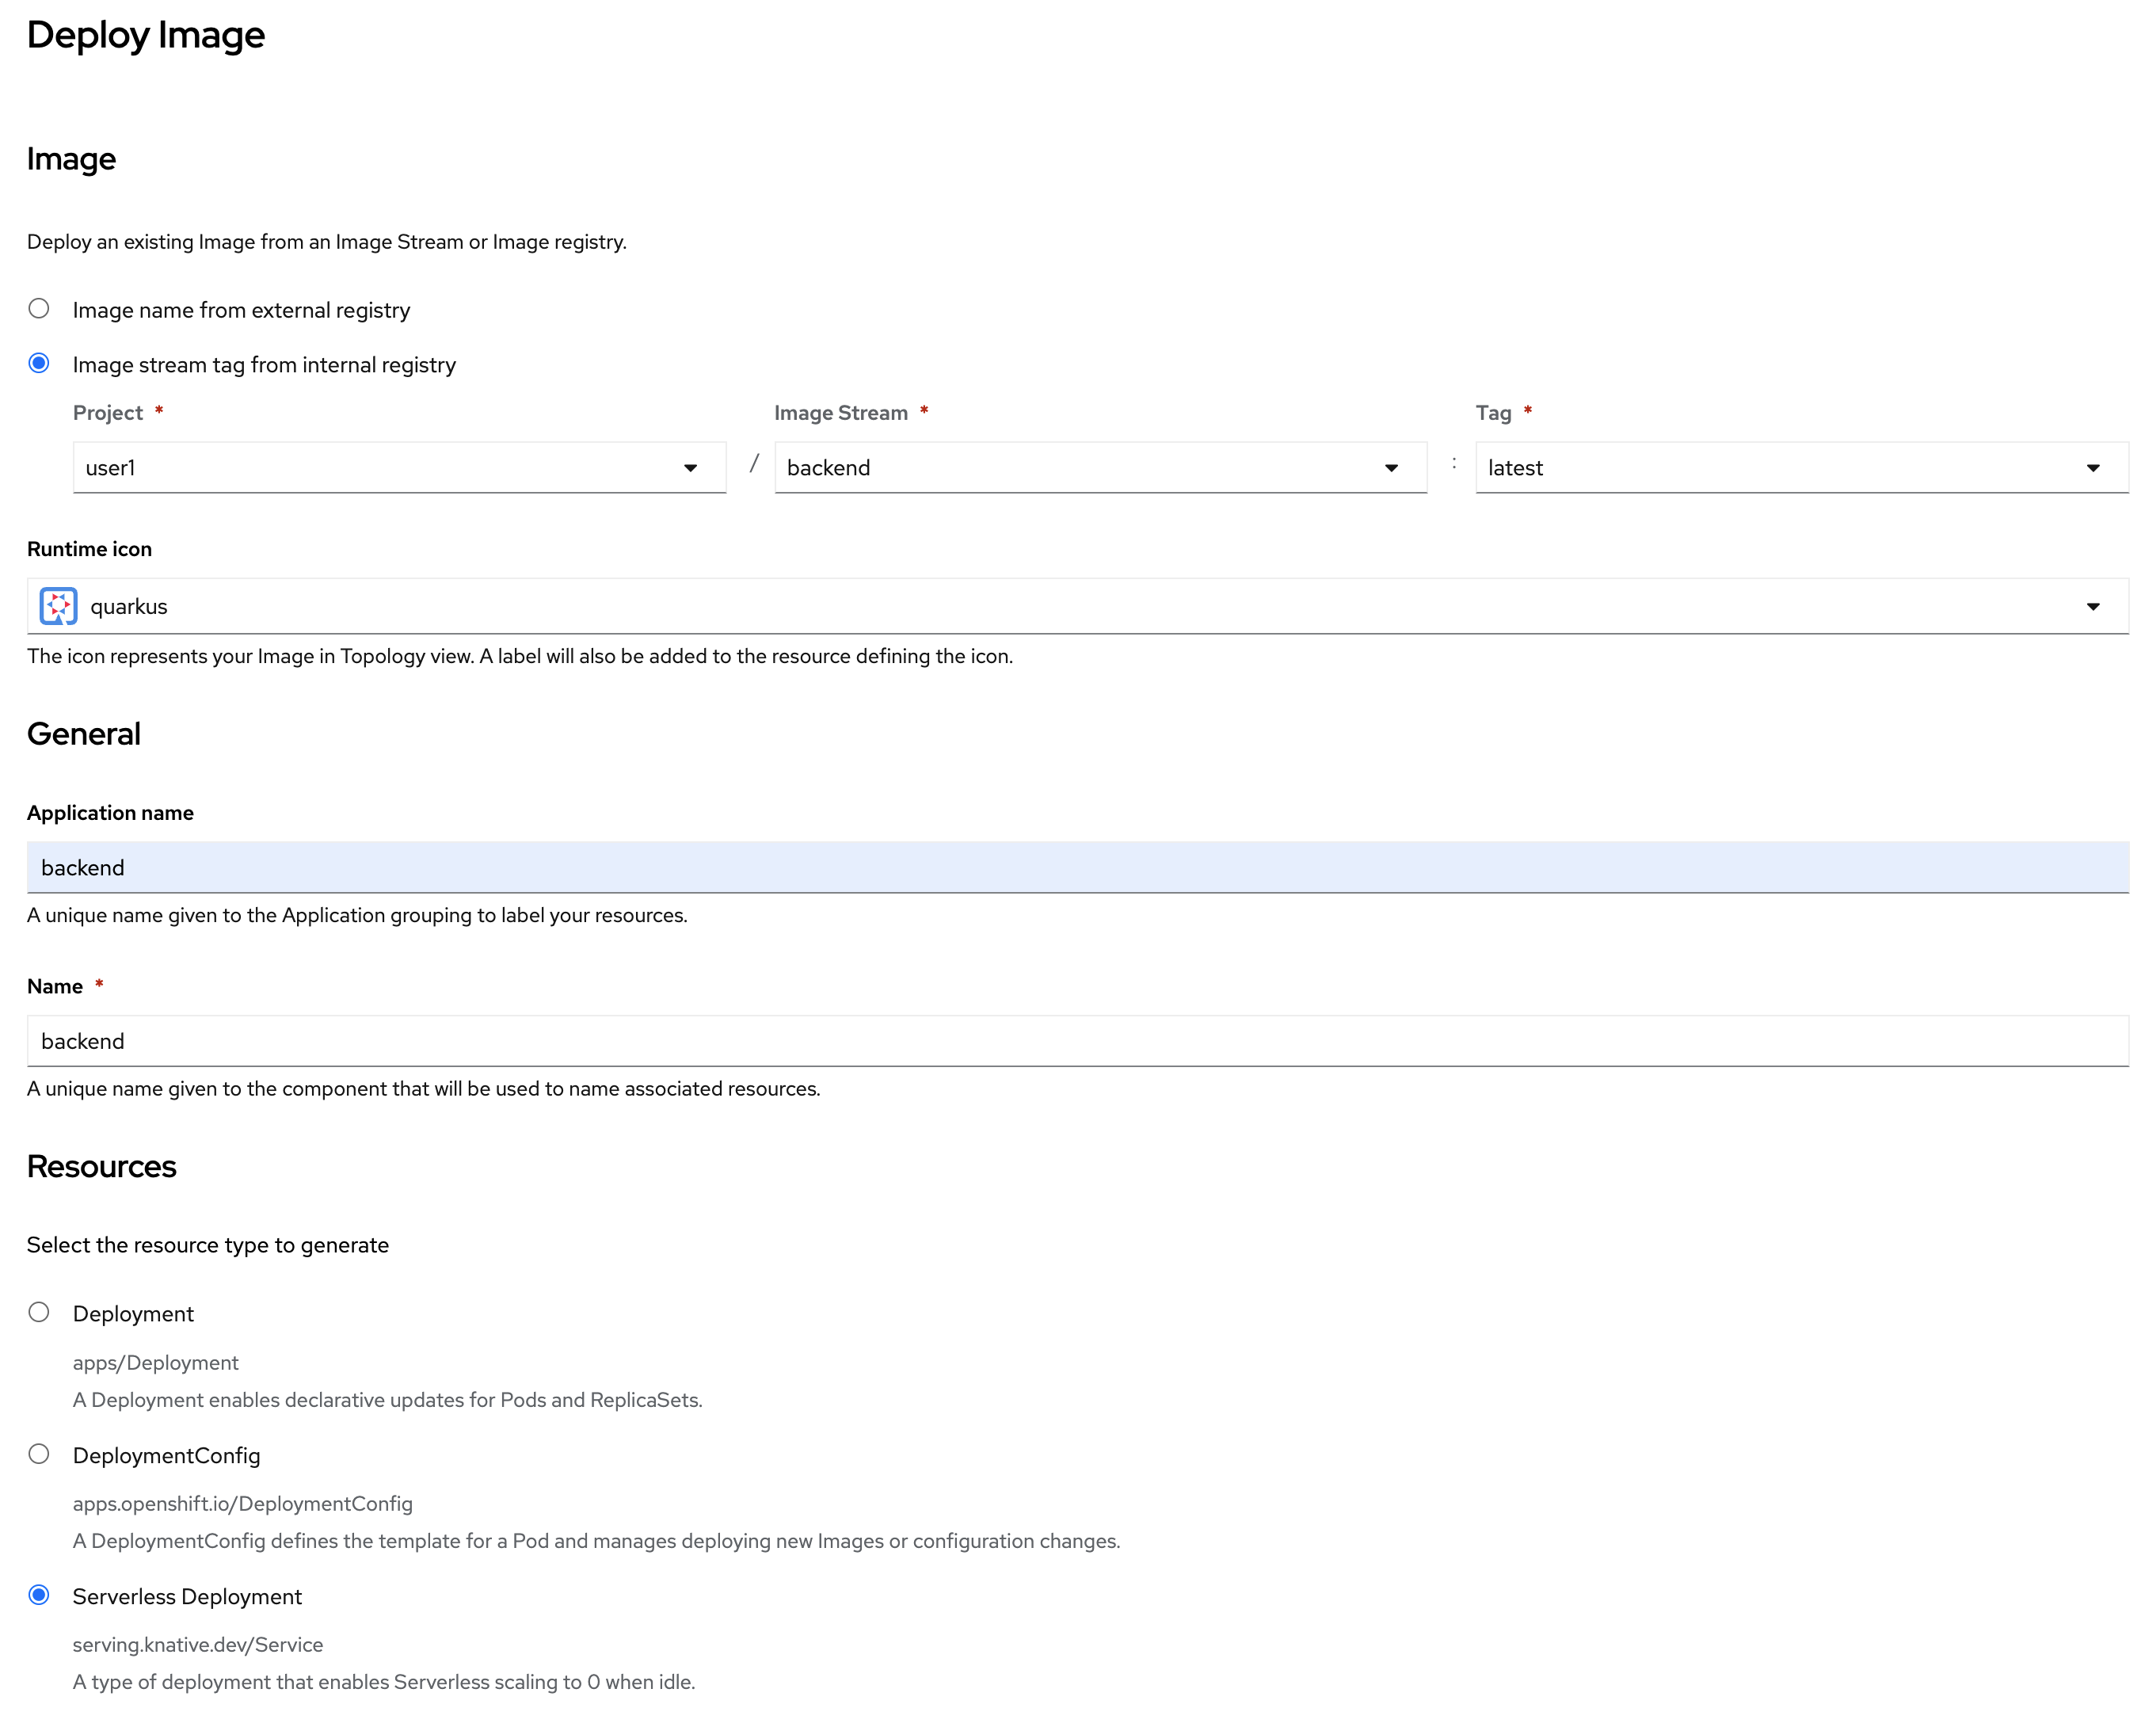 Deploy Image
Image
Deploy an existing Image from an Image Stream or Image registry.
Image name from external registry
Image stream tag from internal registry
Project * Image Stream * Tag *
user1 / backend : latest
Runtime icon
quarkus
The icon represents your Image in Topology view. A label will also be added to the resource defining the icon.
General
Application name
backend
A unique name given to the Application grouping to label your resources.
Name *
backend
A unique name given to the component that will be used to name associated resources.
Resources
Select the resource type to generate
Deployment
apps/Deployment
A Deployment enables declarative updates for Pods and ReplicaSets.
DeploymentConfig
apps.openshift.io/DeploymentConfig
A DeploymentConfig defines the template for a Pod and manages deploying new Images or configuration changes.
Serverless Deployment
serving.knative.dev/Service
A type of deployment that enables Serverless scaling to 0 when idle.